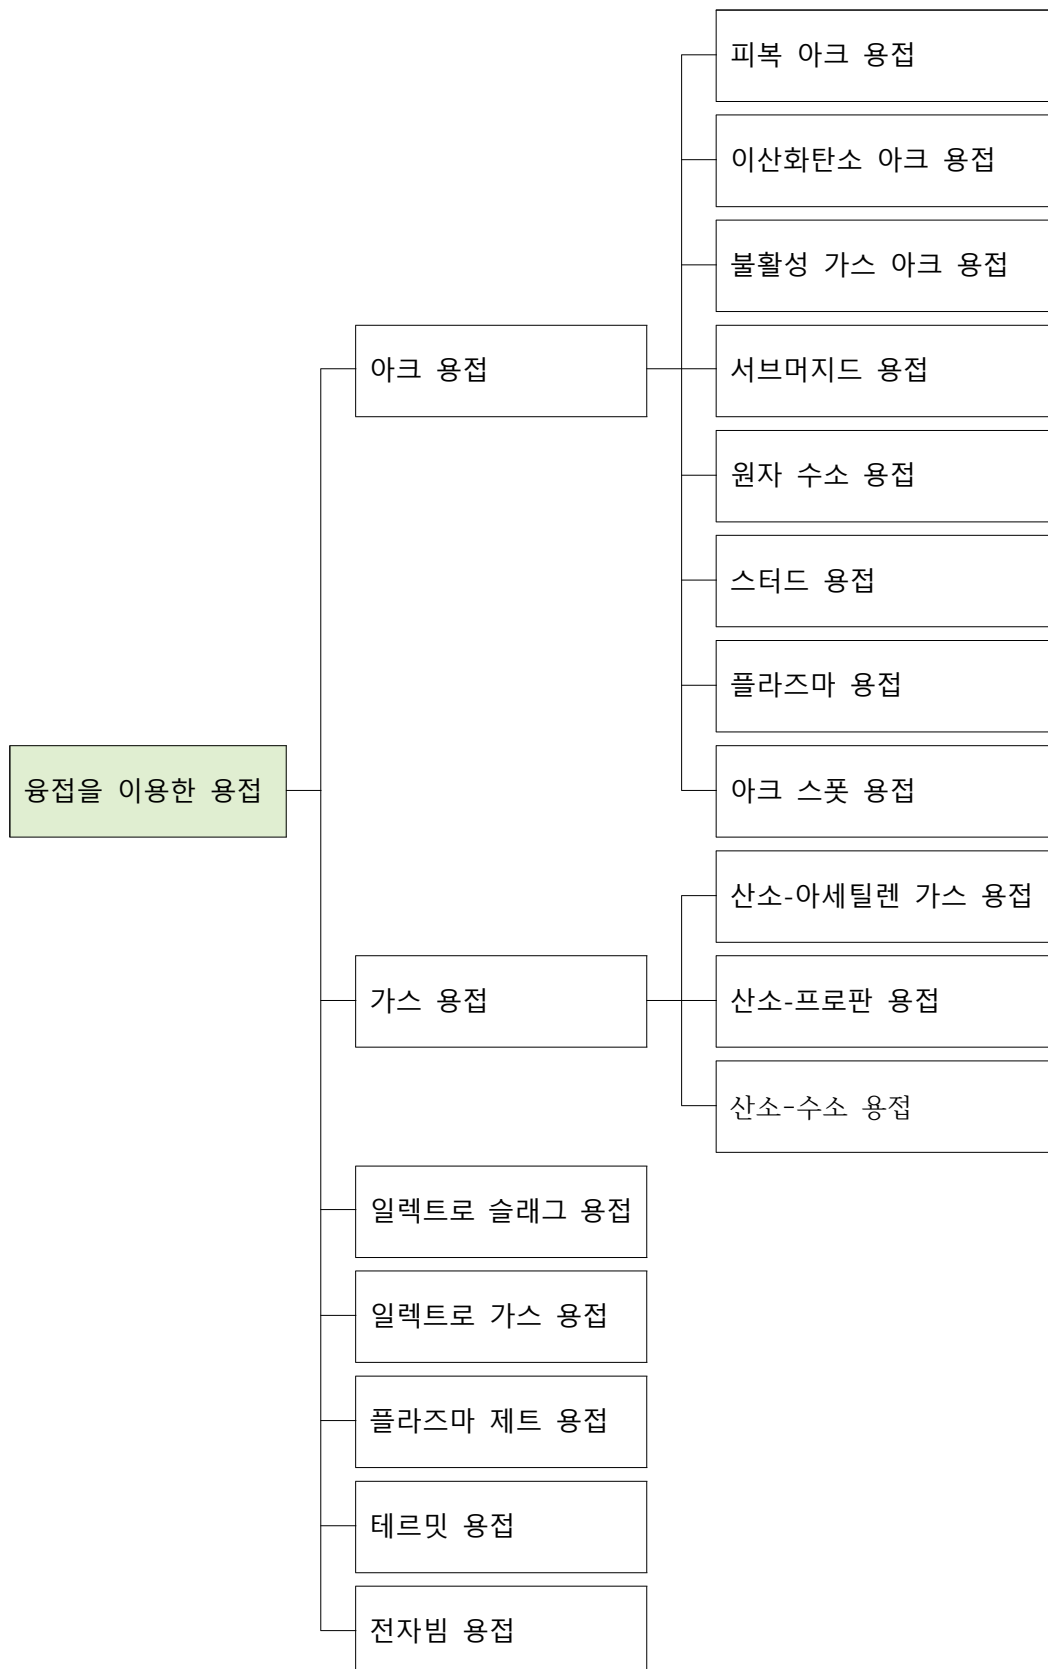 피복 아크 용접
이산화탄소 아크 용접
불활성 가스 아크 용접
아크 용접
서브머지드 용접
원자 수소 용접
스터드 용접
플라즈마 용접
융접을 이용한 용접
아크 스폿 용접
산소-아세틸렌 가스 용접
가스 용접
산소-프로판 용접
산소-수소 용접
일렉트로 슬래그 용접
일렉트로 가스 용접
플라즈마 제트 용접
테르밋 용접
전자빔 용접